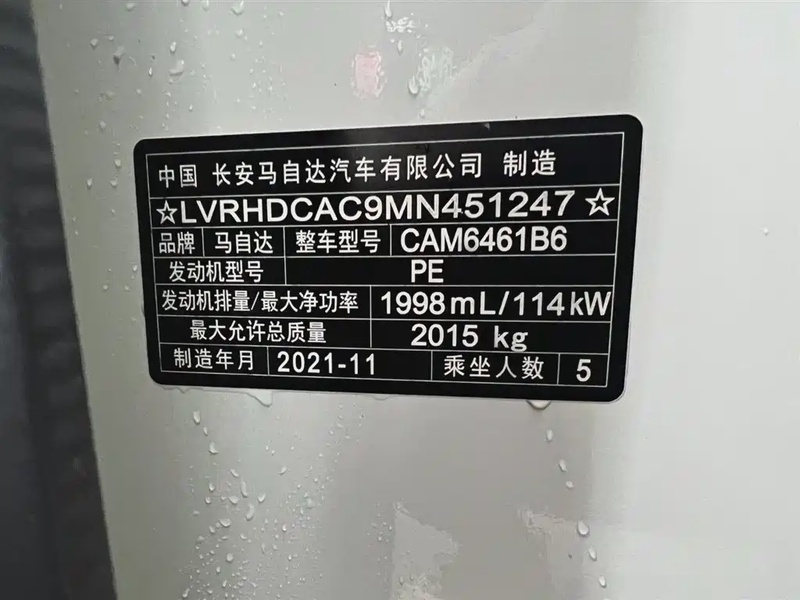 中国 长安马自达汽车有限公司 制造
☆LVRHDCAC9MN451247☆
品牌 马自达 整车型号 CAM6461B6
发动机型号 PE
发动机排量/最大净功率 1998mL/114kW
最大允许总质量 2015 kg
制造年月 2021-11 乘坐人数 5